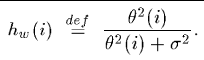 $h_w(i) \stackrel{def}{=} \frac{\theta^2(i)}{\theta^2(i) + \sigma^2}.$